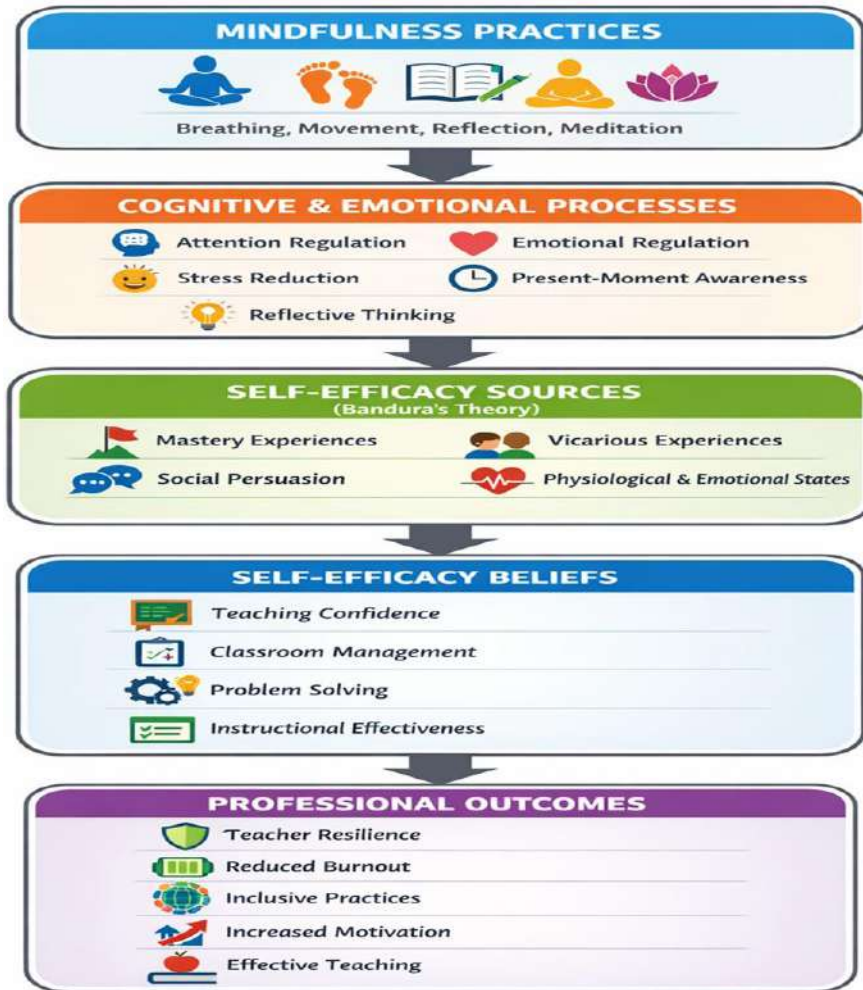 MINDFULNESS PRACTICES
Breathing, Movement, Reflection, Meditation
COGNITIVE & EMOTIONAL PROCESSES
Attention Regulation
Emotional Regulation
Stress Reduction
Present-Moment Awareness
Reflective Thinking
SELF-EFFICACY SOURCES
(Bandura's Theory)
Mastery Experiences
Vicarious Experiences
Social Persuasion
Physiological & Emotional States
SELF-EFFICACY BELIEFS
Teaching Confidence
Classroom Management
Problem Solving
Instructional Effectiveness
PROFESSIONAL OUTCOMES
Teacher Resilience
Reduced Burnout
Inclusive Practices
Increased Motivation
Effective Teaching